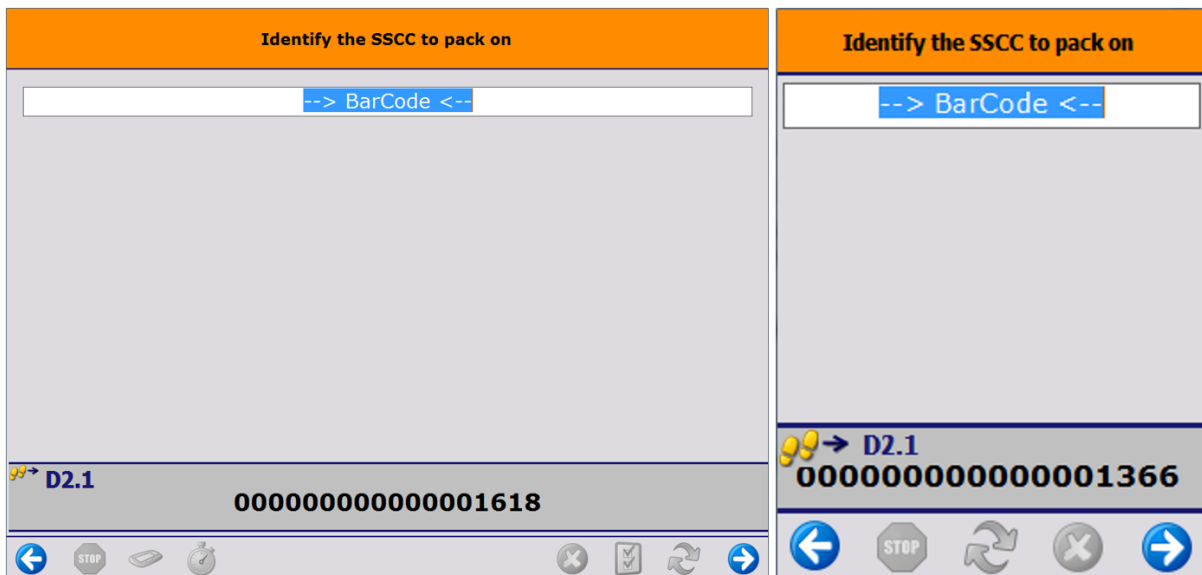 Identify the SSCC to pack on
--> BarCode <--
D2.1
000000000000001618
STOP
Identify the SSCC to pack on
--> BarCode <--
D2.1
000000000000001366
STOP